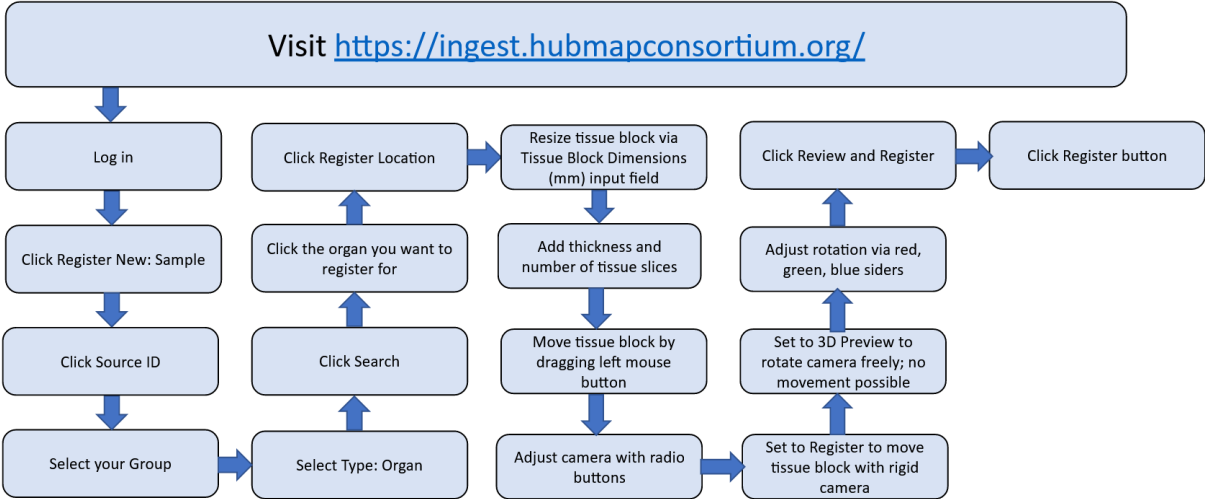 Visit https://ingest.hubmapconsortium.org/
Log in
Click Register New: Sample
Click Source ID
Select your Group
Select Type: Organ
Click Search
Click the organ you want to
register for
Click Register Location
Resize tissue block via
Tissue Block Dimensions
(mm) input field
Add thickness and
number of tissue slices
Move tissue block by
dragging left mouse
button
Adjust camera with radio
buttons
Set to Register to move
tissue block with rigid
camera
Set to 3D Preview to
rotate camera freely; no
movement possible
Adjust rotation via red,
green, blue siders
Click Review and Register
Click Register button